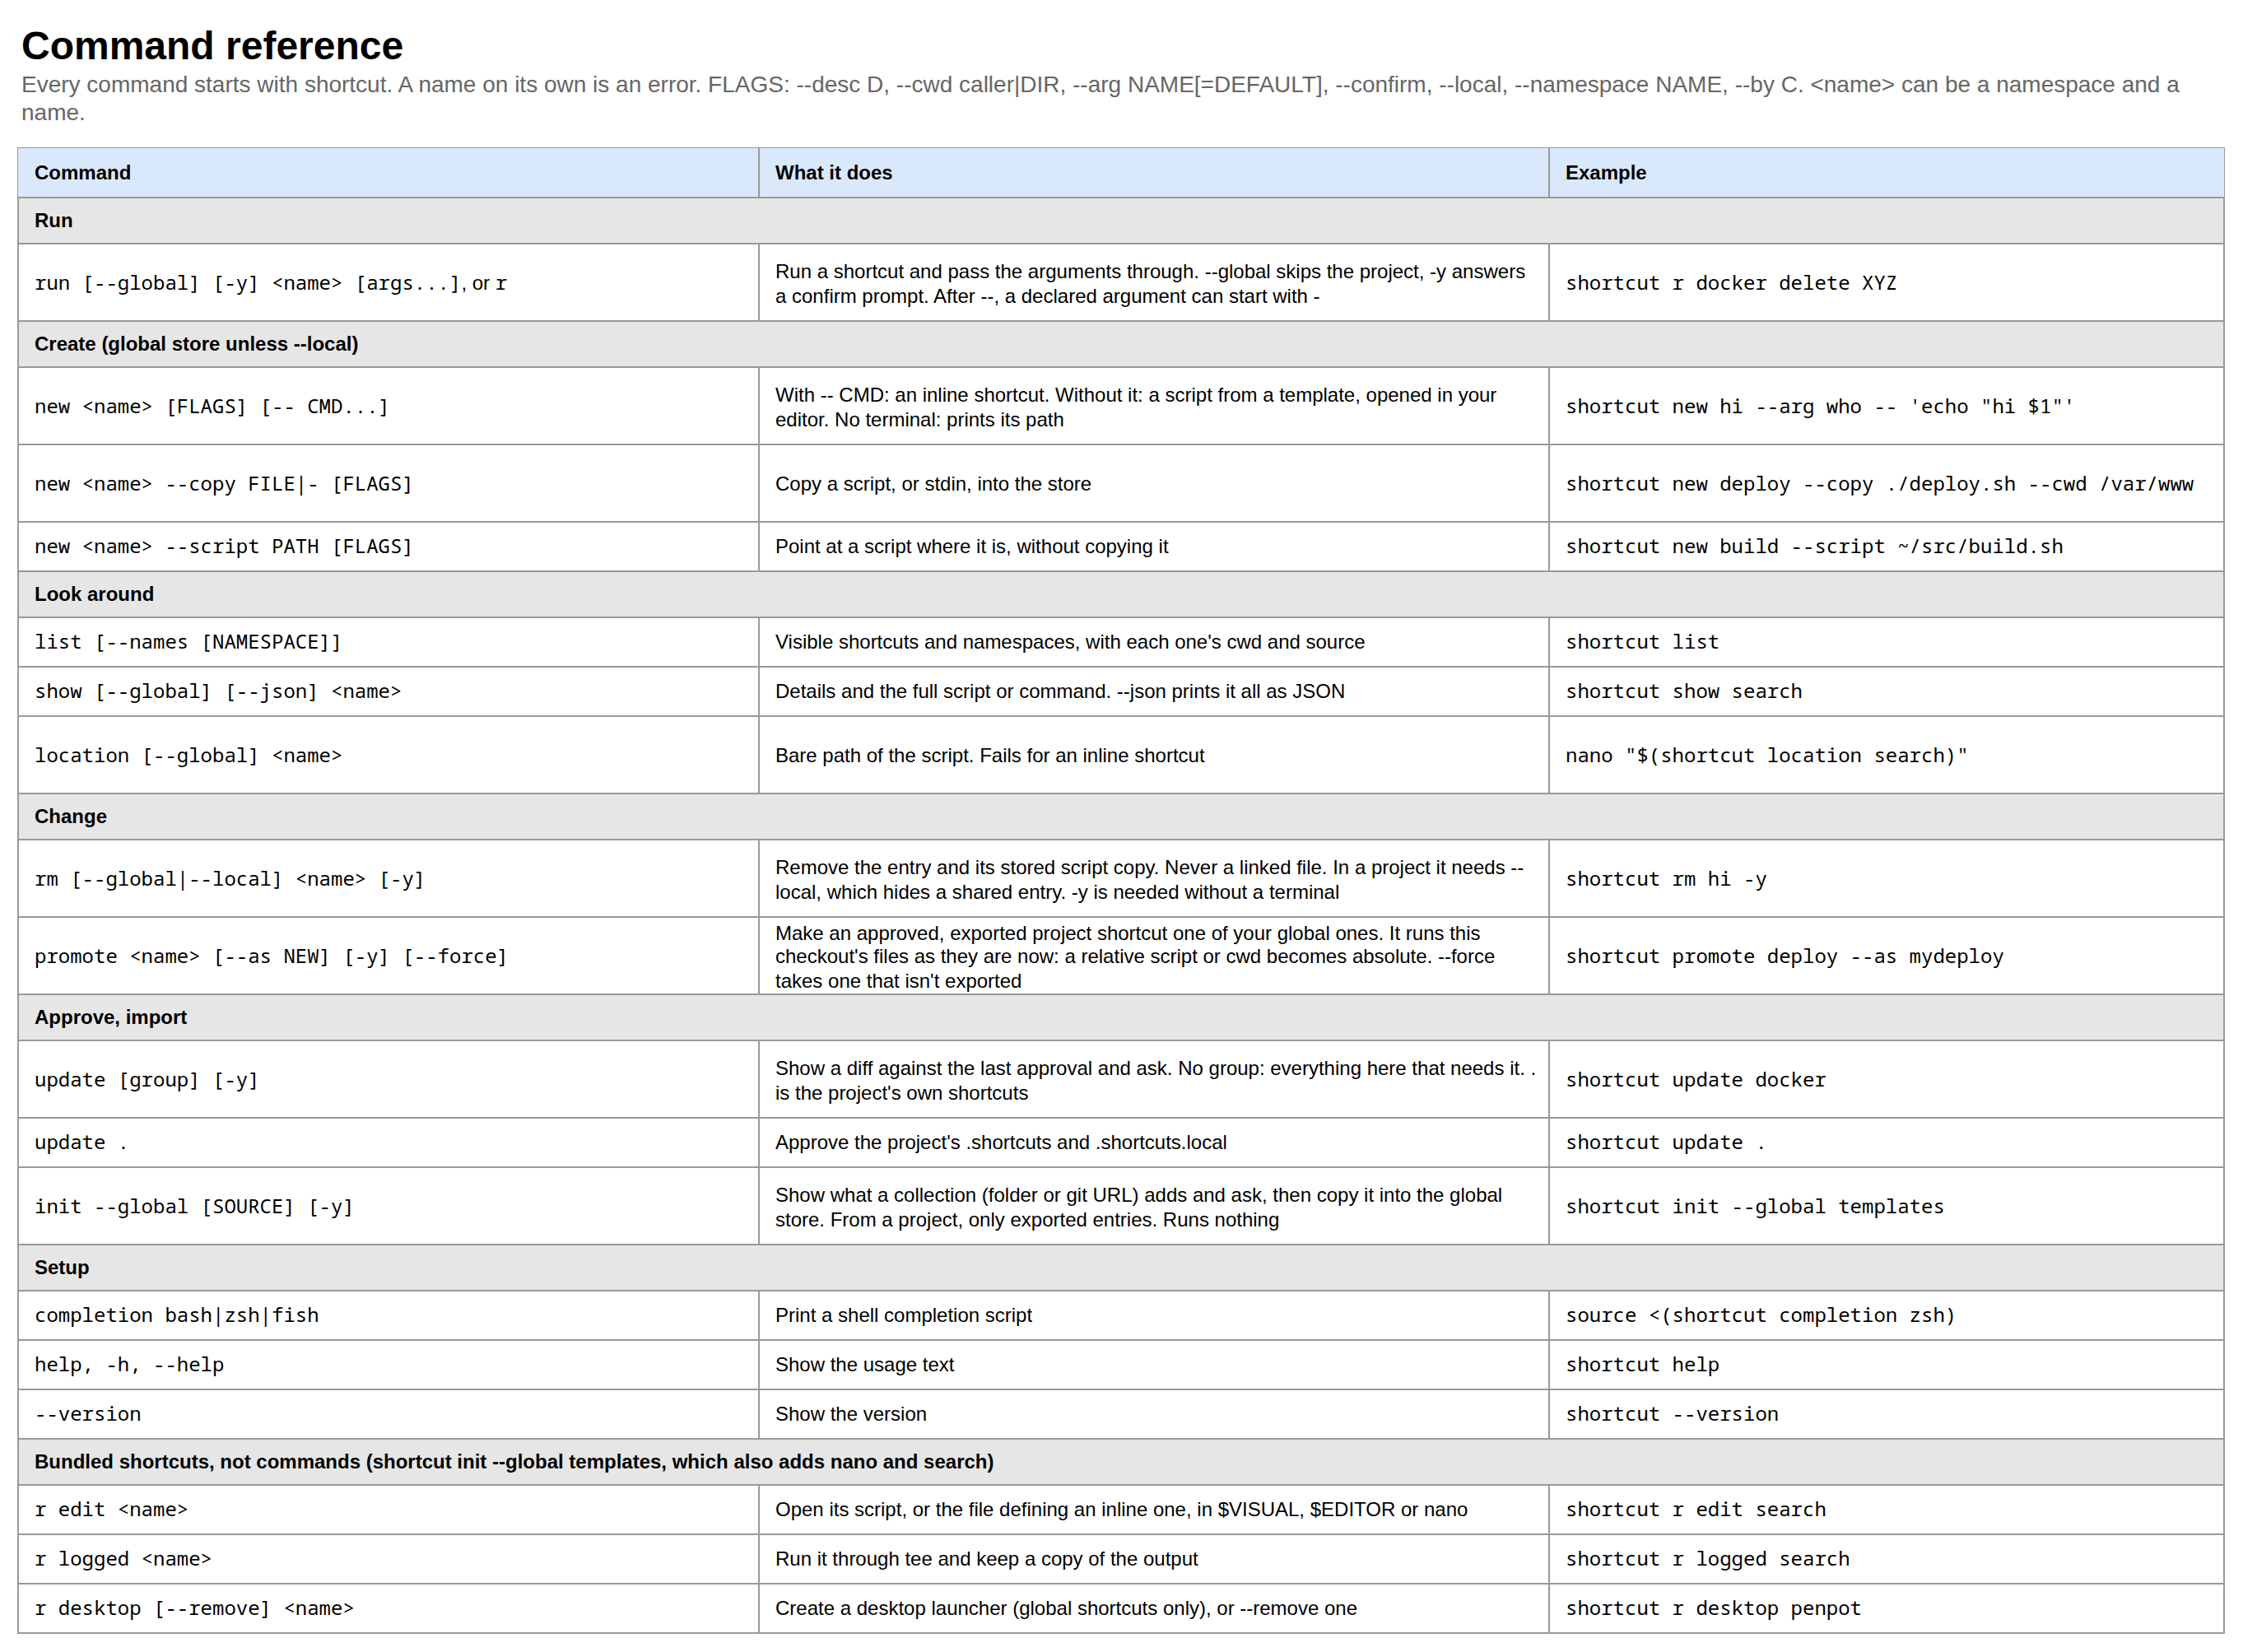 Command reference
Every command starts with shortcut. A name on its own is an error. FLAGS: --desc D, --cwd caller|DIR, --arg NAME[=DEFAULT], --confirm, --local, --namespace NAME, --by C. <name> can be a namespace and a
name.
Command What it does Example
Run
run [--global] [-y] <name> [args...], or r
Run a shortcut and pass the arguments through. --global skips the project, -y answers
a confirm prompt. After --, a declared argument can start with -
shortcut r docker delete XYZ
Create (global store unless --local)
new <name> [FLAGS] [-- CMD...]
With -- CMD: an inline shortcut. Without it: a script from a template, opened in your
editor. No terminal: prints its path
shortcut new hi --arg who -- 'echo "hi $1"'
new <name> --copy FILE|- [FLAGS]
Copy a script, or stdin, into the store
shortcut new deploy --copy ./deploy.sh --cwd /var/www
new <name> --script PATH [FLAGS]
Point at a script where it is, without copying it
shortcut new build --script ~/src/build.sh
Look around
list [--names [NAMESPACE]]
Visible shortcuts and namespaces, with each one's cwd and source
shortcut list
show [--global] [--json] <name>
Details and the full script or command. --json prints it all as JSON
shortcut show search
location [--global] <name>
Bare path of the script. Fails for an inline shortcut
nano "$(shortcut location search)"
Change
rm [--global|--local] <name> [-y]
Remove the entry and its stored script copy. Never a linked file. In a project it needs --
local, which hides a shared entry. -y is needed without a terminal
shortcut rm hi -y
promote <name> [--as NEW] [-y] [--force]
Make an approved, exported project shortcut one of your global ones. It runs this
checkout's files as they are now: a relative script or cwd becomes absolute. --force
takes one that isn't exported
shortcut promote deploy --as mydeploy
Approve, import
update [group] [-y]
Show a diff against the last approval and ask. No group: everything here that needs it. .
is the project's own shortcuts
shortcut update docker
update .
Approve the project's .shortcuts and .shortcuts.local
shortcut update .
init --global [SOURCE] [-y]
Show what a collection (folder or git URL) adds and ask, then copy it into the global
store. From a project, only exported entries. Runs nothing
shortcut init --global templates
Setup
completion bash|zsh|fish
Print a shell completion script
source <(shortcut completion zsh)
help, -h, --help
Show the usage text
shortcut help
--version
Show the version
shortcut --version
Bundled shortcuts, not commands (shortcut init --global templates, which also adds nano and search)
r edit <name>
Open its script, or the file defining an inline one, in $VISUAL, $EDITOR or nano
shortcut r edit search
r logged <name>
Run it through tee and keep a copy of the output
shortcut r logged search
r desktop [--remove] <name>
Create a desktop launcher (global shortcuts only), or --remove one
shortcut r desktop penpot